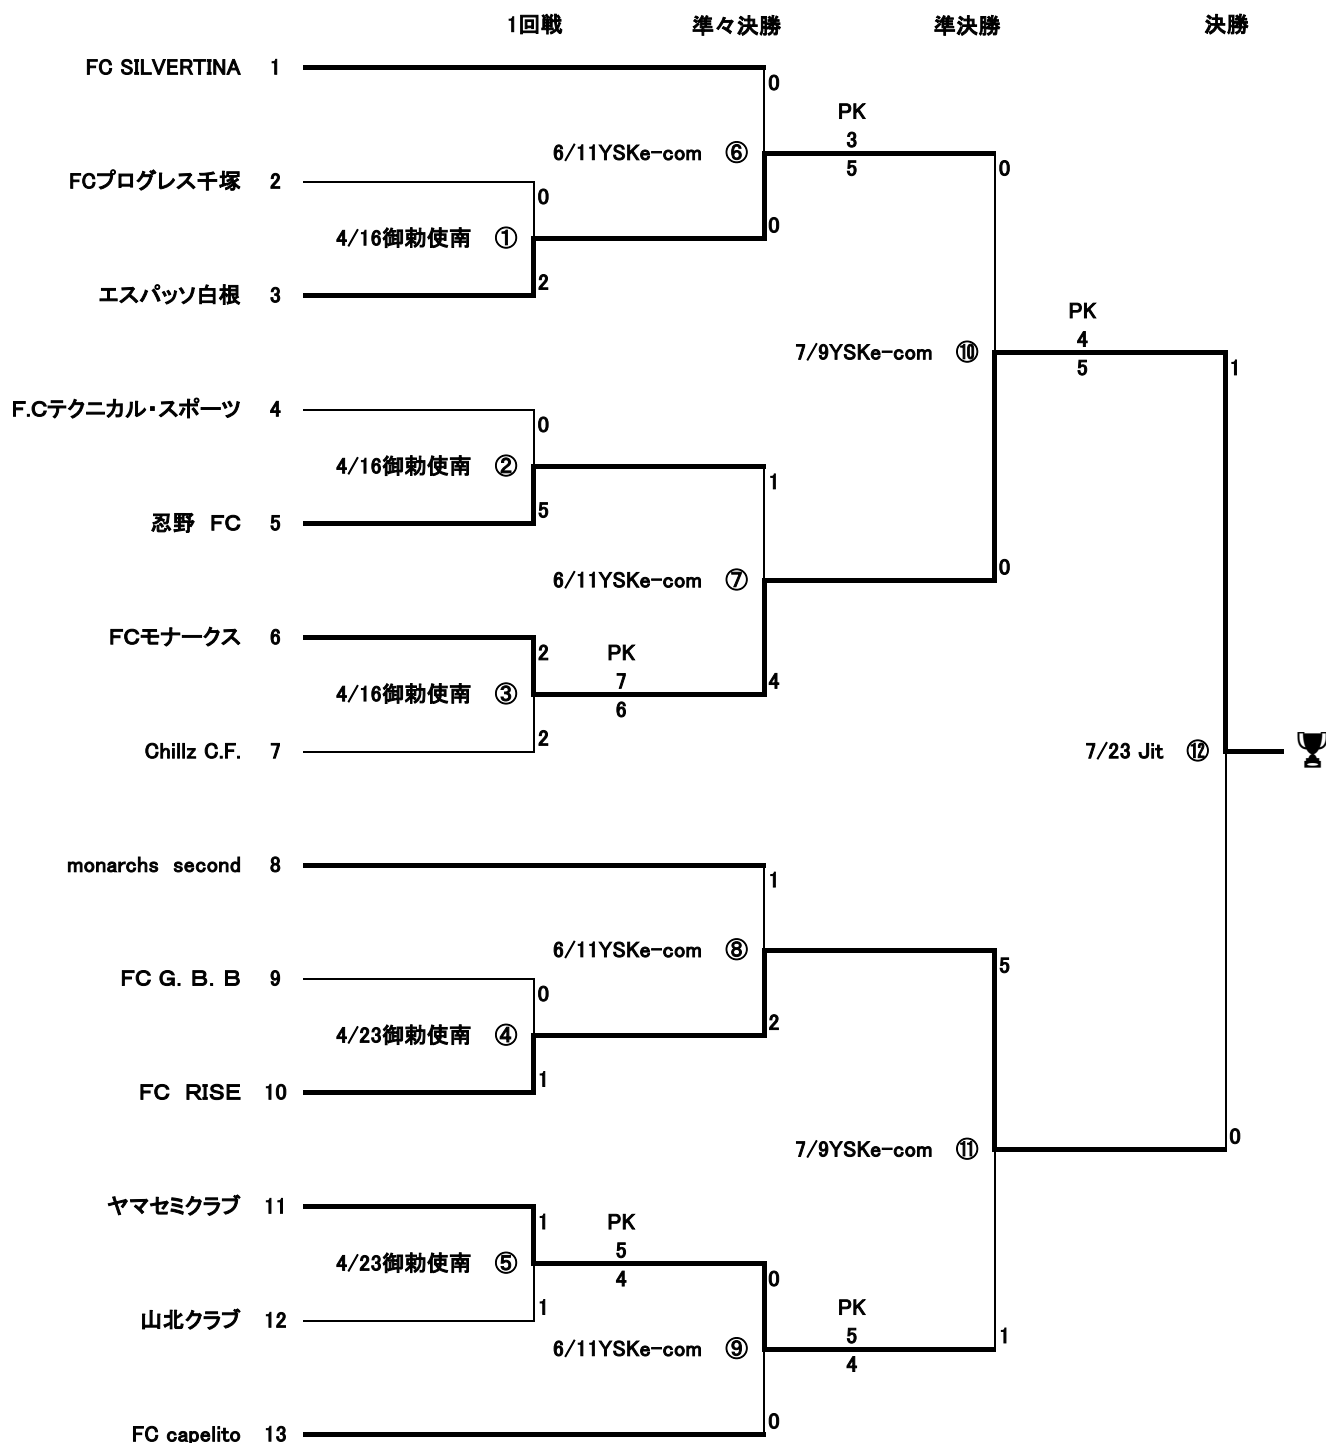 1回戦 準々決勝 準決勝 決勝
FC SILVERTINA 1
0
PK
6/11YSKe-com ⑥ 3
5 0
FCプログレス千塚 2
0
0
4/16御勅使南 ①
2
エスパッソ白根 3
PK
4
7/9YSKe-com ⑩
5 1
F.Cテクニカル・スポーツ 4
0
4/16御勅使南 ②
1
5
忍野 FC 5
0
6/11YSKe-com ⑦
FCモナークス 6
2 PK
7 4
4/16御勅使南 ③
6
2
Chillz C.F. 7
7/23 Jit ⑫
monarchs second 8
1
6/11YSKe-com ⑧
5
FC G. B. B 9
0
2
4/23御勅使南 ④
1
FC RISE 10
0
7/9YSKe-com ⑪
ヤマセミクラブ 11
1 PK
5
4/23御勅使南 ⑤
4 0
1 PK
山北クラブ 12
5 1
6/11YSKe-com ⑨
4
0
FC capelito 13